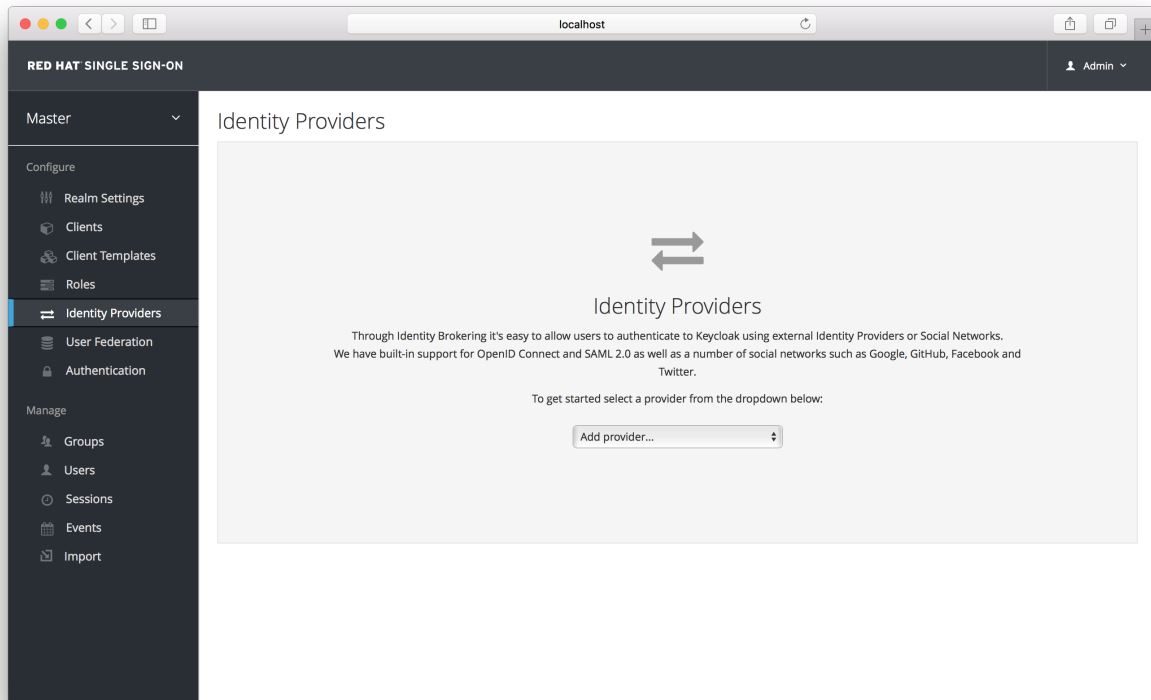 localhost
RED HAT SINGLE SIGN-ON
Admin
Master
Configure
Realm Settings
Clients
Client Templates
Roles
Identity Providers
User Federation
Authentication
Manage
Groups
Users
Sessions
Events
Import
Identity Providers
Identity Providers
Through Identity Brokering it's easy to allow users to authenticate to Keycloak using external Identity Providers or Social Networks.
We have built-in support for OpenID Connect and SAML 2.0 as well as a number of social networks such as Google, GitHub, Facebook and
Twitter.
To get started select a provider from the dropdown below:
Add provider...